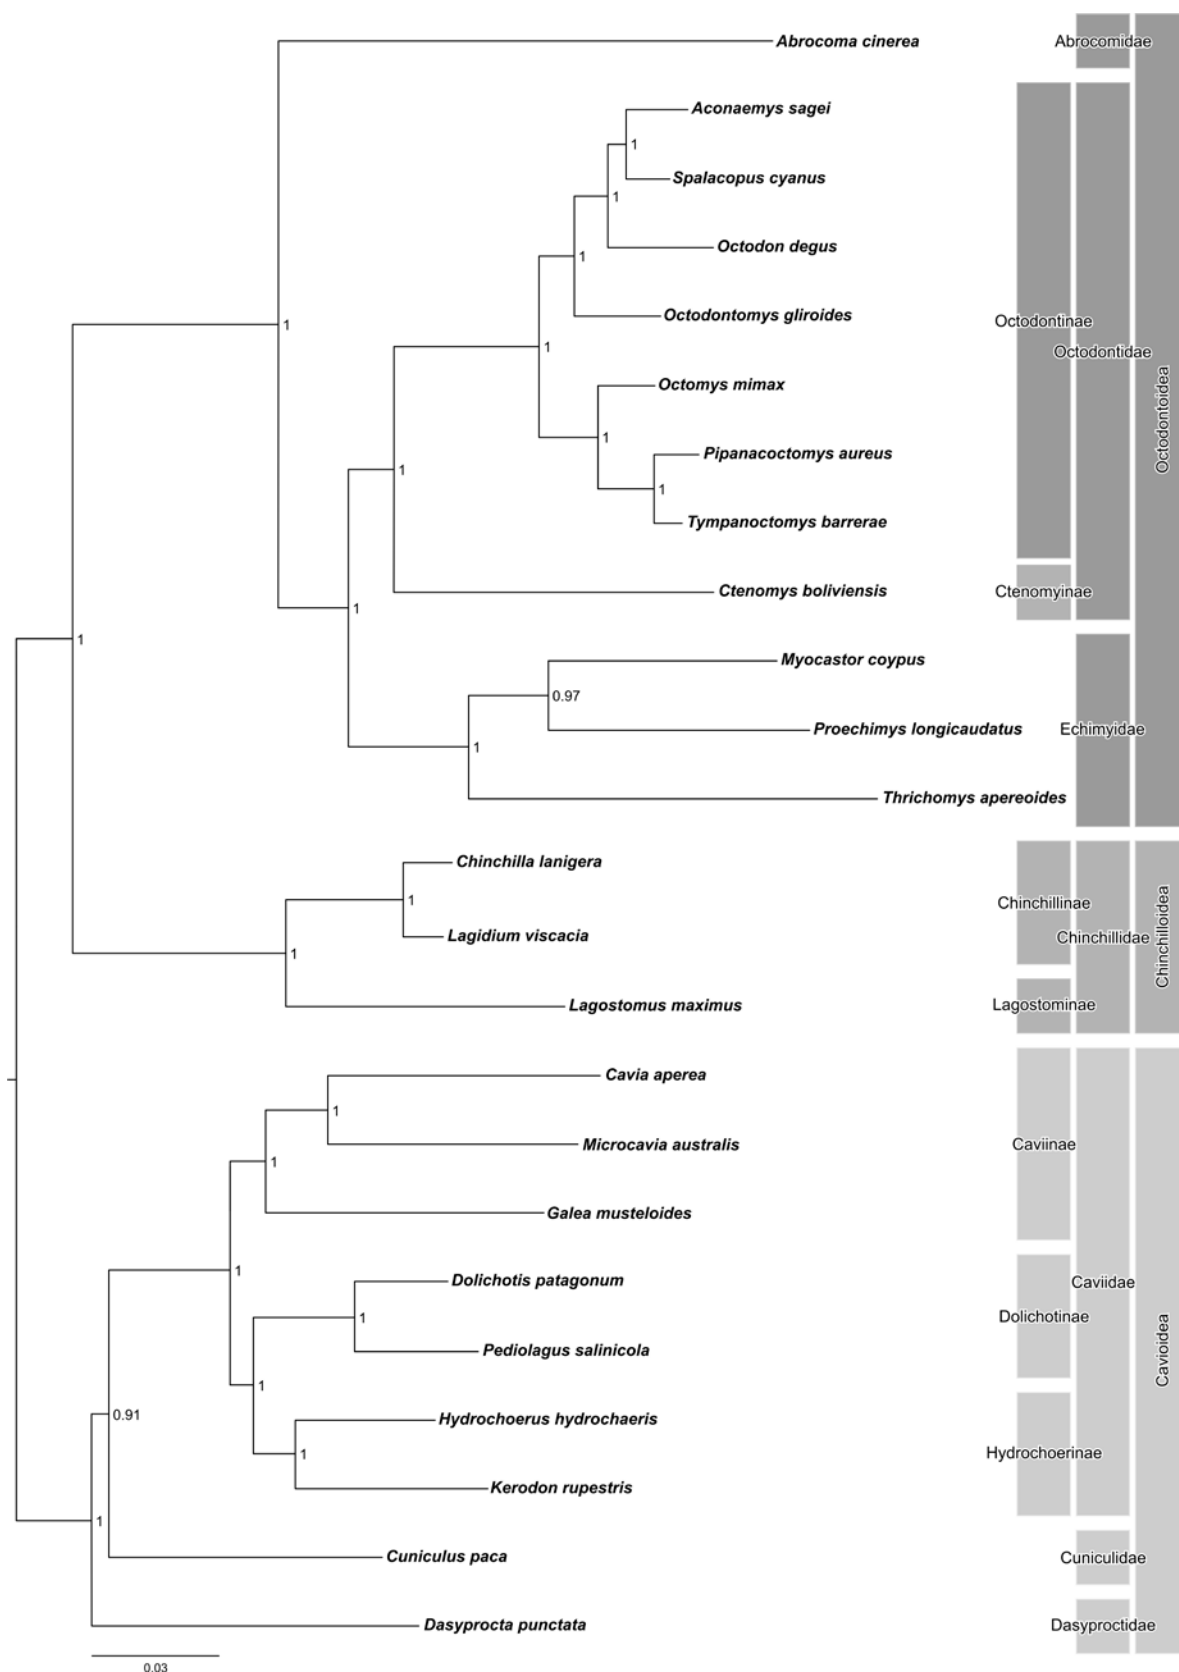 Abrocoma cinerea
Abrocomidae
Aconaemys sagei
1
Spalacopus cyanus
1
Octodon degus
1
Octodontomys gliroides
Octodontinae
1
1
Octodontidae
Octomys mimax
1
Pipanacoctomys aureus
Octodontoidea
1
1
Tympanoctomys barrerae
Ctenomys boliviensis
Ctenomyinae
1
1
Myocastor coypus
0.97
Proechimys longicaudatus
Echimyidae
1
Thrichomys apereoides
Chinchilla lanigera
1
Chinchillinae
Lagidium viscacia
Chinchillidae
Chinchilloidea
1
Lagostomus maximus
Lagostominae
Cavia aperea
1
Microcavia australis
Caviinae
1
Galea musteloides
1
Dolichotis patagonum
Caviidae
1
Dolichotinae
Pediolagus salinicola
Cavioidea
1
0.91
Hydrochoerus hydrochaeris
1
Hydrochoerinae
Kerodon rupestris
1
Cuniculus paca
Cuniculidae
Dasyprocta punctata
Dasyproctidae
0.03